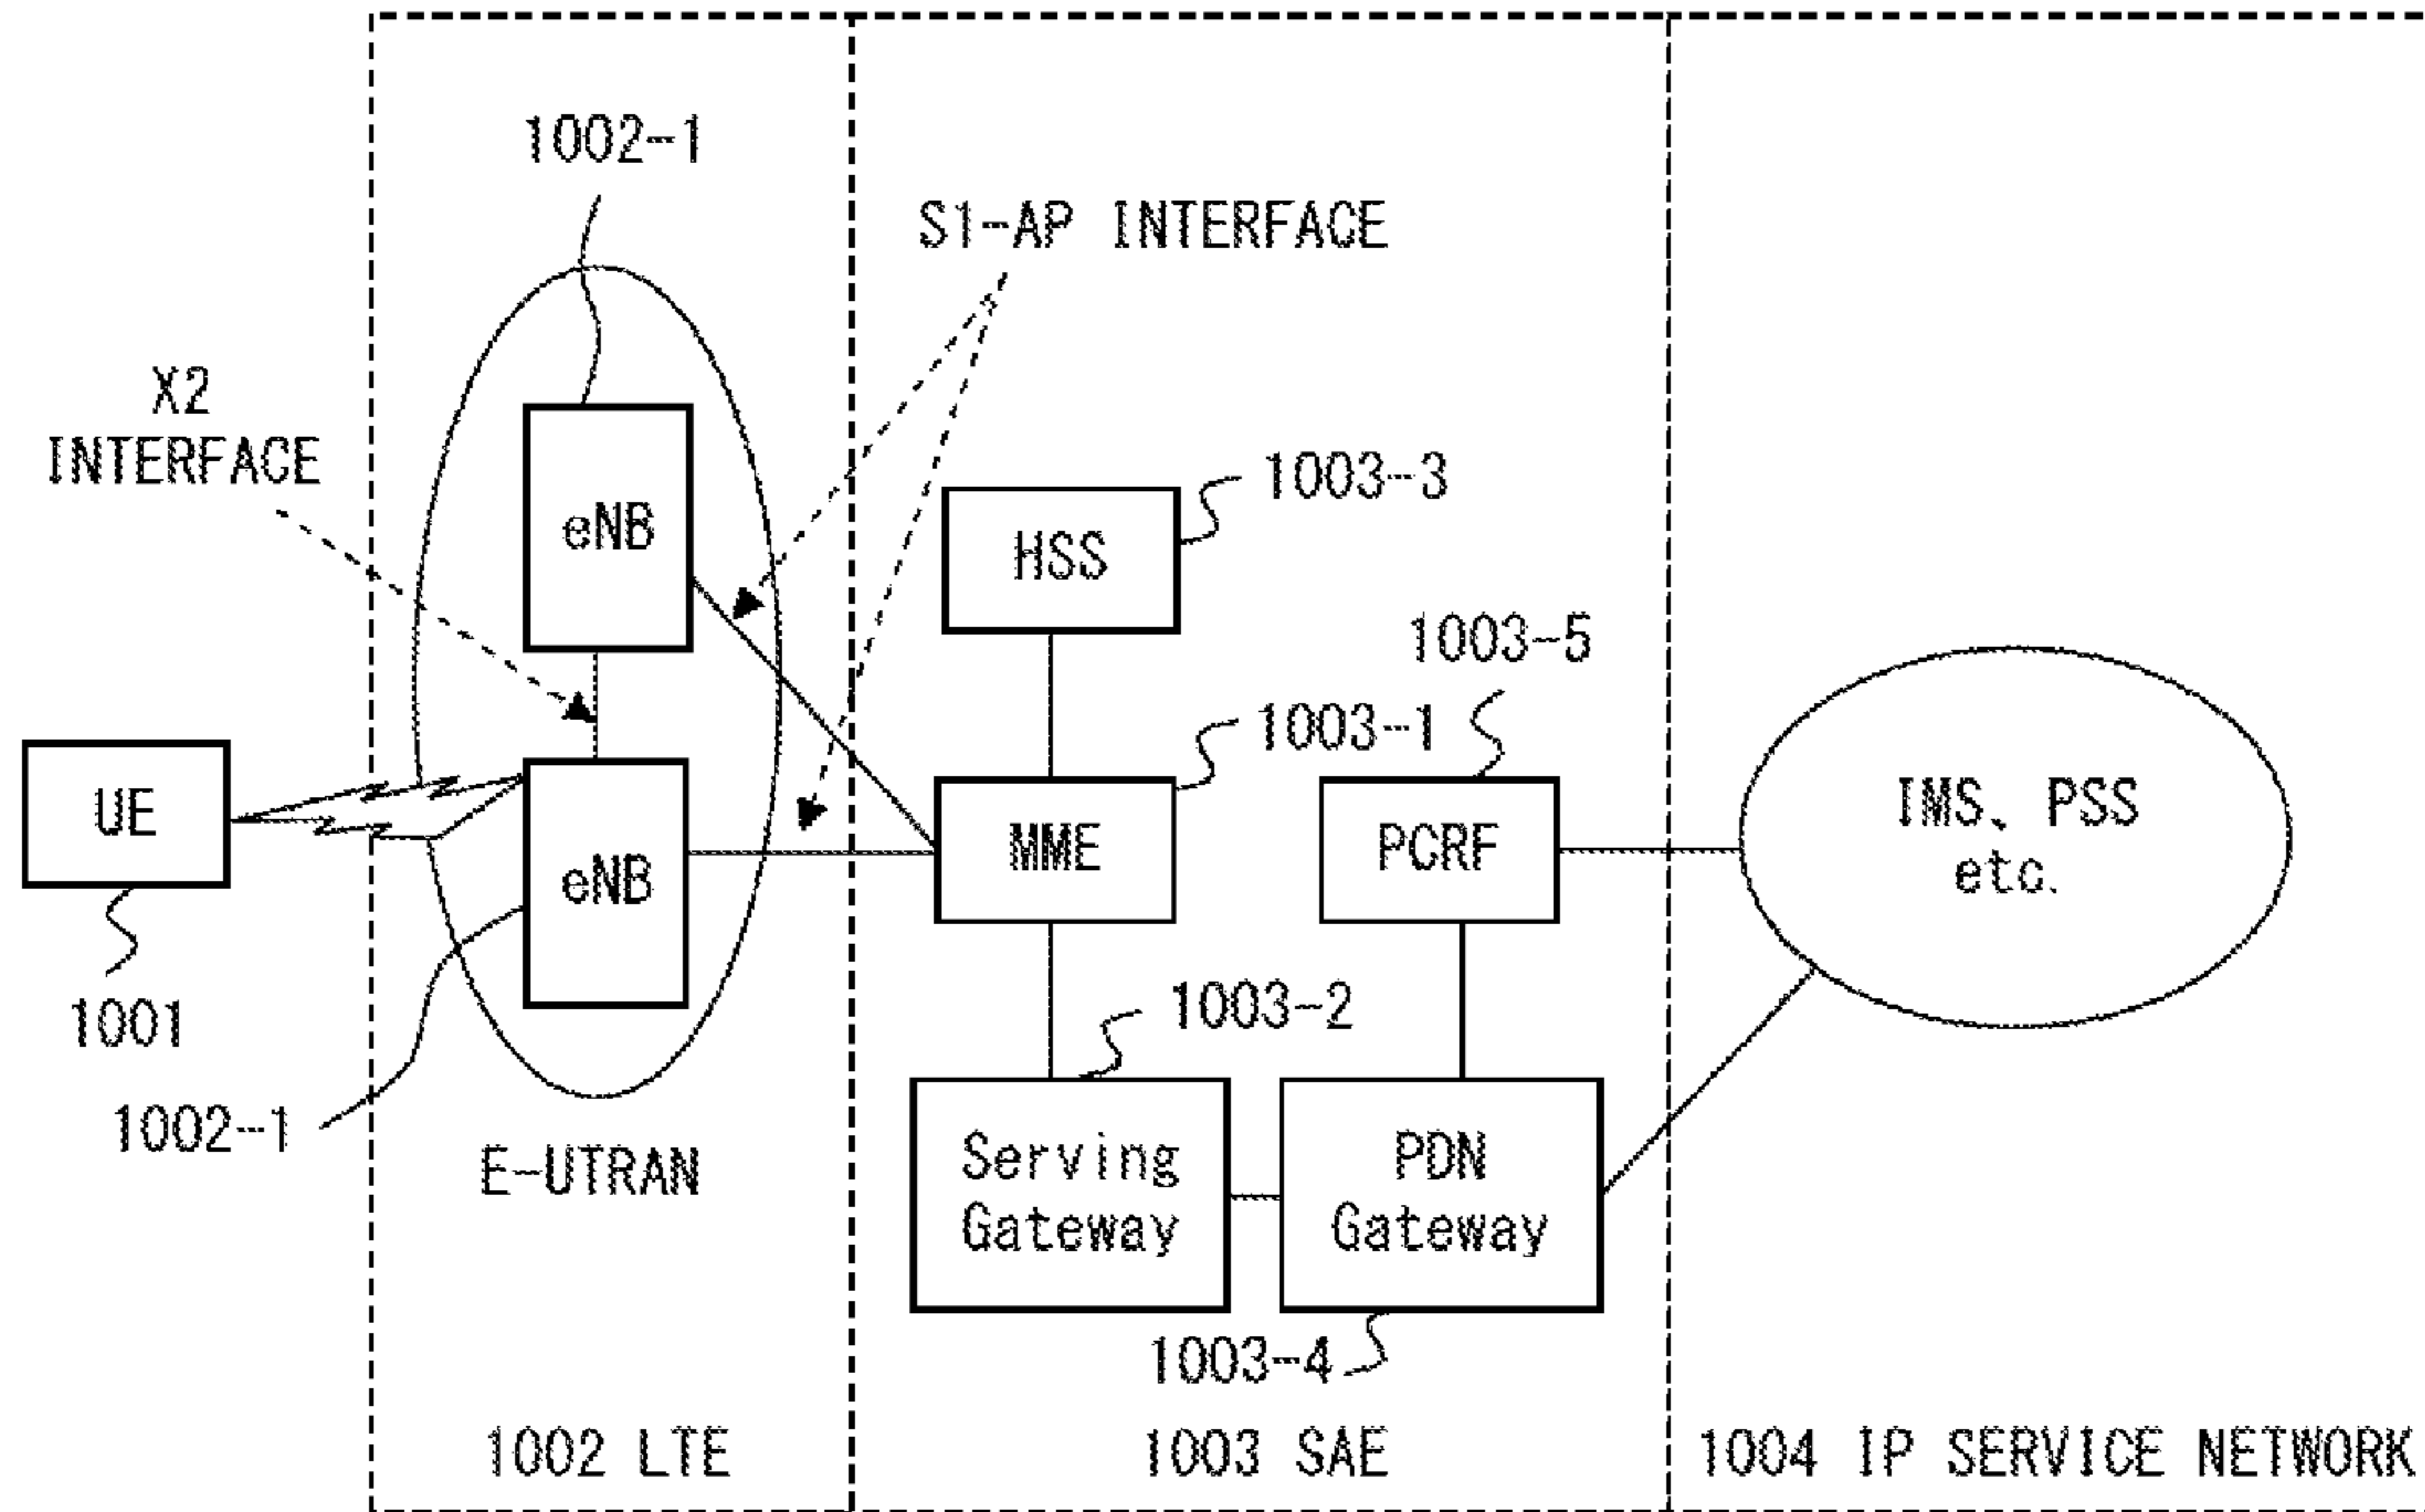 1002-1
S1-AP INTERFACE
X2
INTERFACE
eNB
HSS
1003-3
1003-5
1003-1
UE
eNB
MME
PCRF
IMS、PSS
etc.
1001
1003-2
1002-1
E-UTRAN
Serving
Gateway
PDN
Gateway
1003-4
1002 LTE
1003 SAE
1004 IP SERVICE NETWORK